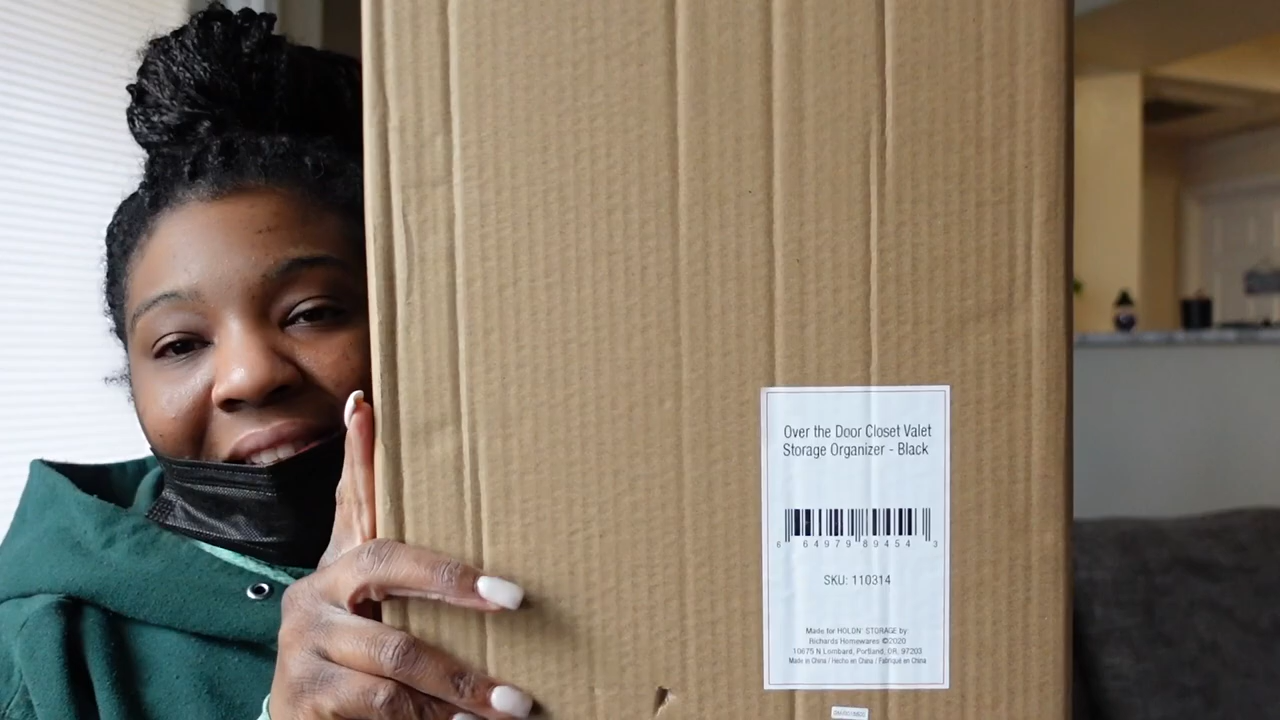 Over the Door Closet Valet
Storage Organizer - Black
6 64979 89454 3
SKU: 110314
Made for HOLDN' STORAGE by:
Richards Homewares ©2020
10675 N Lombard, Portland, OR, 97203
Made in China / Hecho en China / Fabriqué en China